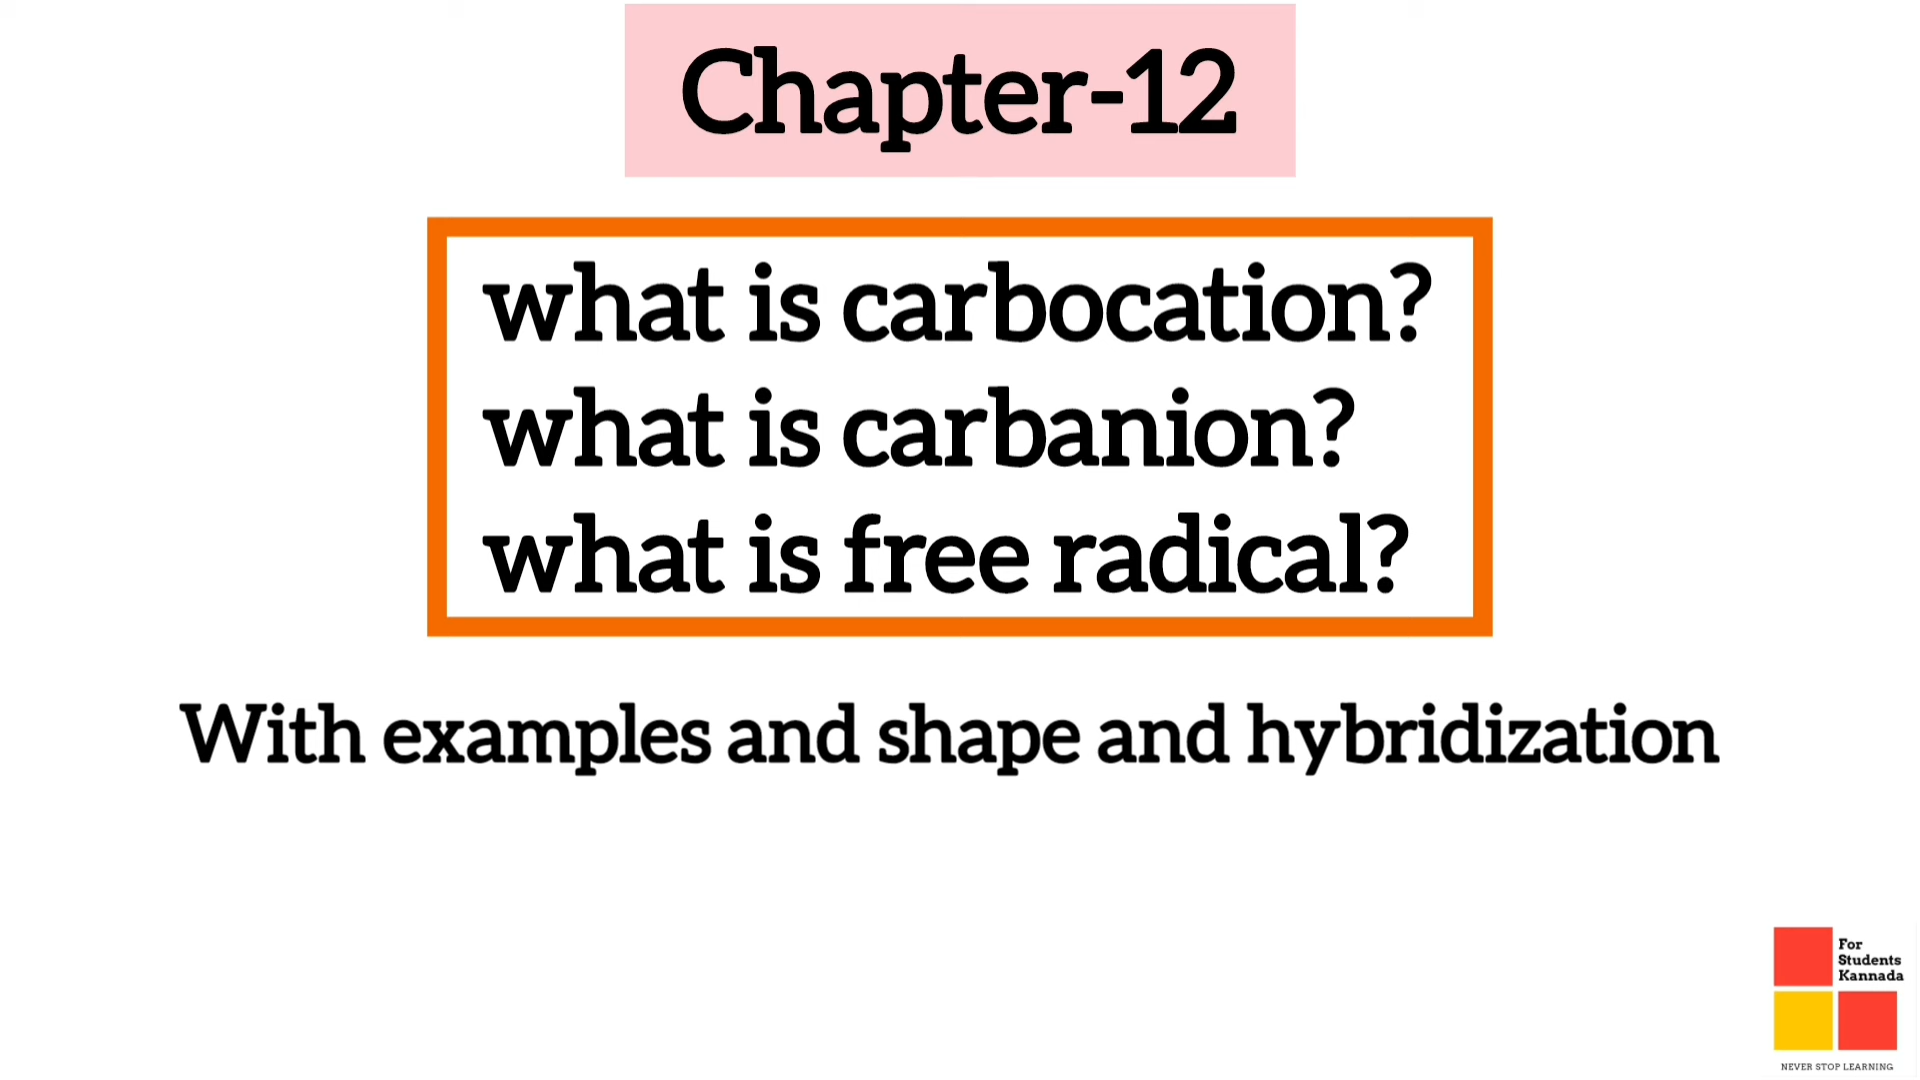 Chapter-12
what is carbocation?
what is carbanion?
what is free radical?
With examples and shape and hybridization
For
Students
Kannada
NEVER STOP LEARNING